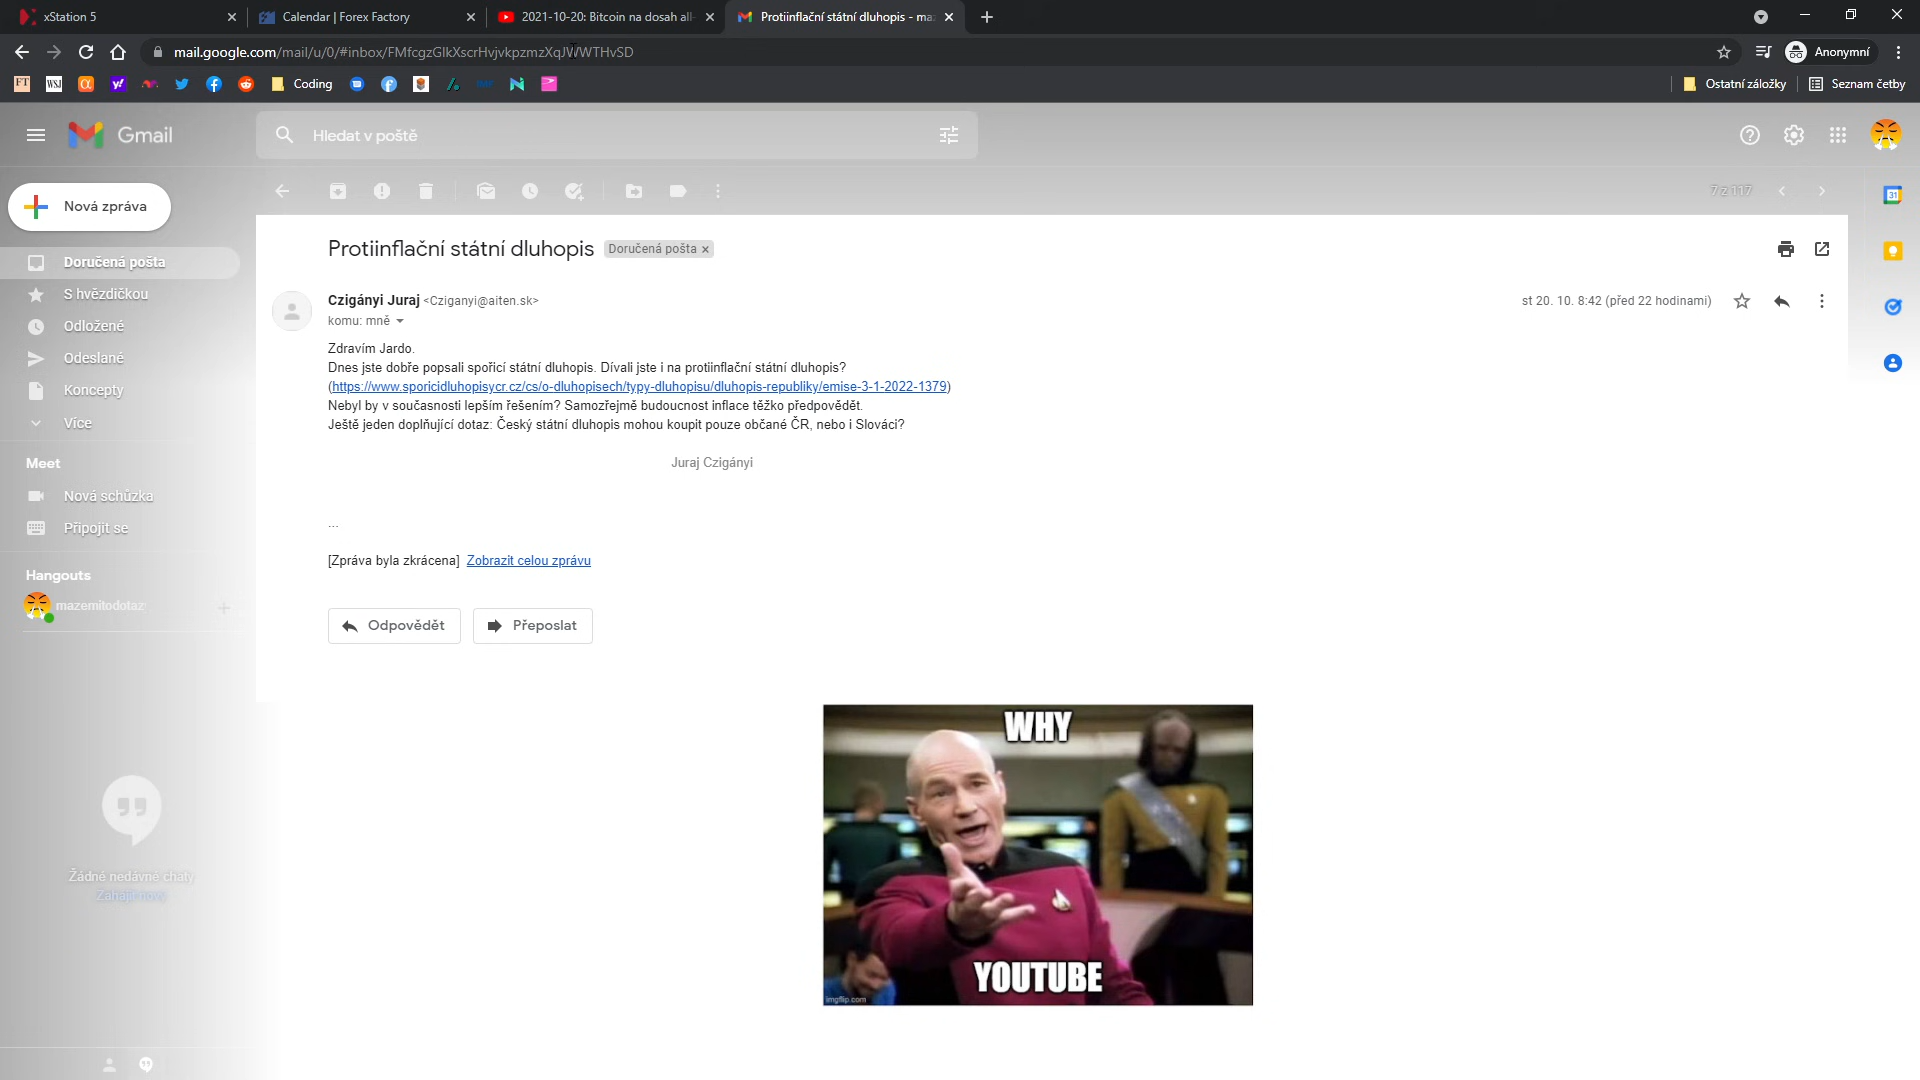 xStation 5
Calendar | Forex Factory
2021-10-20: Bitcoin na dosah all-
Protiinflační státní dluhopis - ma
mail.google.com/mail/u/0/#inbox/FMfcgzGlkXscrHvjvkpzmzXqJWWTHvSD
Anonymní
FT
WSJ
Coding
Ostatní záložky
Seznam četby
Gmail
Hledat v poště
7 z 117
31
Nová zpráva
Doručená pošta
S hvězdičkou
Odložené
Odeslané
Koncepty
Více
Meet
Nová schůzka
Připojit se
Hangouts
mazemitodotaz
Žádné nedávné chaty
Zahájit nový
Protiinflační státní dluhopis Doručená pošta ×
Czigányi Juraj <Cziganyi@aiten.sk>
st 20. 10. 8:42 (před 22 hodinami)
komu: mně
Zdravím Jardo.
Dnes jste dobře popsali spořicí státní dluhopis. Dívali jste i na protiinflační státní dluhopis?
(https://www.sporicidluhopisycr.cz/cs/o-dluhopisech/typy-dluhopisu/dluhopis-republiky/emise-3-1-2022-1379)
Nebyl by v současnosti lepším řešením? Samozřejmě budoucnost inflace těžko předpovědět.
Ještě jeden doplňující dotaz: Český státní dluhopis mohou koupit pouze občané ČR, nebo i Slováci?
Juraj Czigányi
...
[Zpráva byla zkrácena] Zobrazit celou zprávu
Odpovědět
Přeposlat
WHY
YOUTUBE
imgflip.com